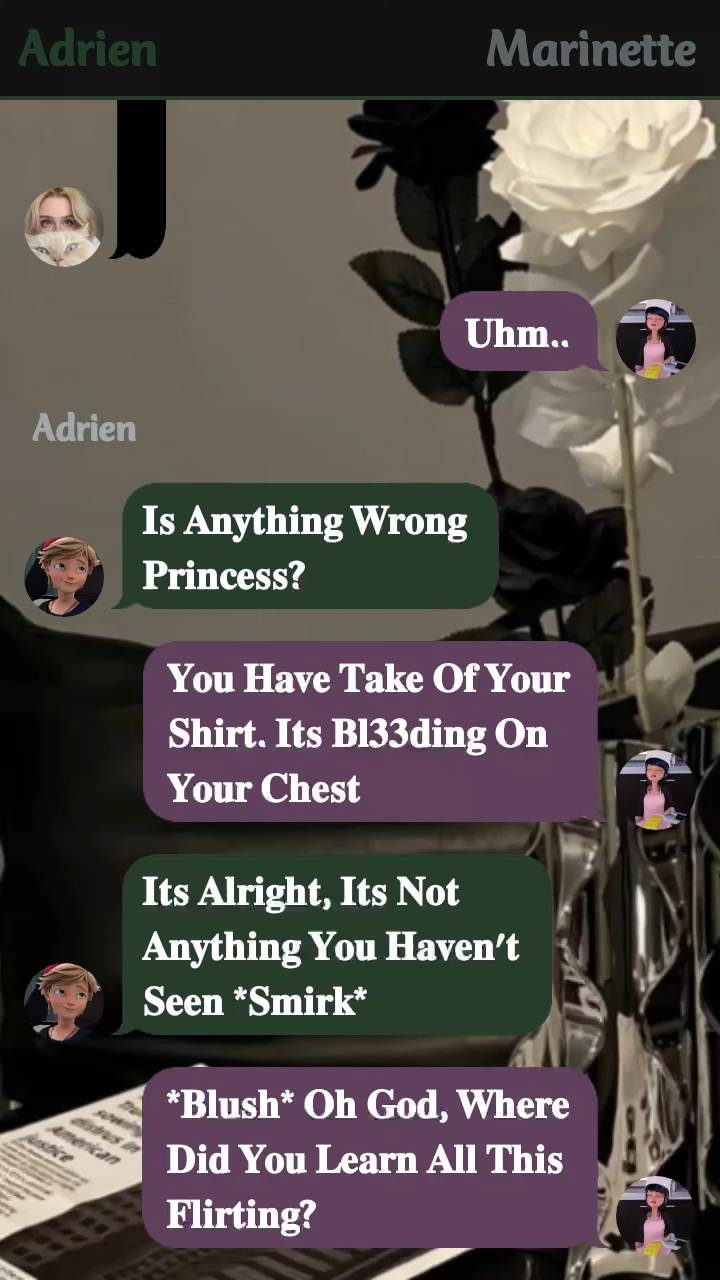 Adrien
Marinette
Uhm..
Adrien
Is Anything Wrong
Princess?
You Have Take Of Your
Shirt. Its Bl33ding On
Your Chest
Its Alright, Its Not
Anything You Haven't
Seen *Smirk*
*Blush* Oh God, Where
Did You Learn All This
Flirting?
American
justice